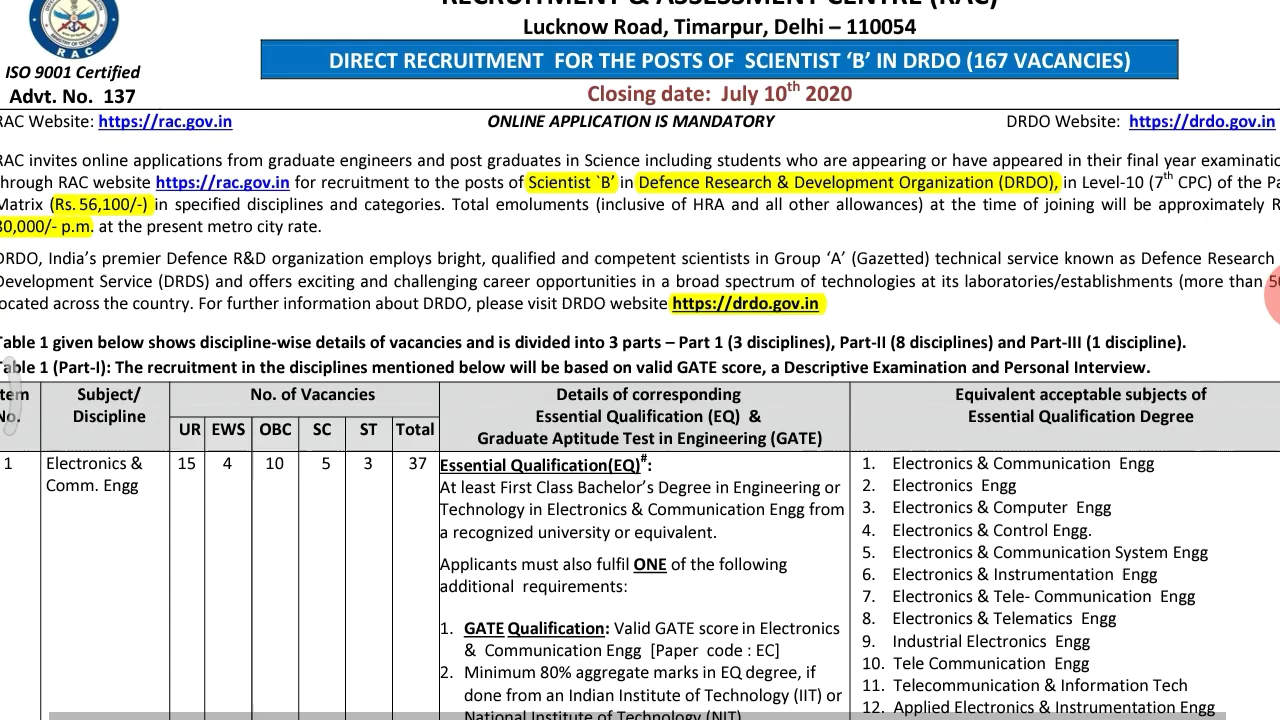 RECRUITMENT & ASSESSMENT CENTRE (RAC)
Lucknow Road, Timarpur, Delhi – 110054
DIRECT RECRUITMENT FOR THE POSTS OF SCIENTIST ‘B’ IN DRDO (167 VACANCIES)
RAC
ISO 9001 Certified
Advt. No. 137
Closing date: July 10th 2020
RAC Website: https://rac.gov.in ONLINE APPLICATION IS MANDATORY DRDO Website: https://drdo.gov.in
RAC invites online applications from graduate engineers and post graduates in Science including students who are appearing or have appeared in their final year examinatio
hrough RAC website https://rac.gov.in for recruitment to the posts of Scientist `B’ in Defence Research & Development Organization (DRDO), in Level-10 (7th CPC) of the Pa
Matrix (Rs. 56,100/-) in specified disciplines and categories. Total emoluments (inclusive of HRA and all other allowances) at the time of joining will be approximately R
80,000/- p.m. at the present metro city rate.
DRDO, India’s premier Defence R&D organization employs bright, qualified and competent scientists in Group ‘A’ (Gazetted) technical service known as Defence Research
Development Service (DRDS) and offers exciting and challenging career opportunities in a broad spectrum of technologies at its laboratories/establishments (more than 50
ocated across the country. For further information about DRDO, please visit DRDO website https://drdo.gov.in
Table 1 given below shows discipline-wise details of vacancies and is divided into 3 parts – Part 1 (3 disciplines), Part-II (8 disciplines) and Part-III (1 discipline).
Table 1 (Part-I): The recruitment in the disciplines mentioned below will be based on valid GATE score, a Descriptive Examination and Personal Interview.
tem
No.
Subject/
Discipline
No. of Vacancies
UR EWS OBC SC ST Total
Details of corresponding
Essential Qualification (EQ) &
Graduate Aptitude Test in Engineering (GATE)
Equivalent acceptable subjects of
Essential Qualification Degree
1
Electronics &
Comm. Engg
15 4 10 5 3 37
Essential Qualification(EQ)#:
At least First Class Bachelor’s Degree in Engineering or
Technology in Electronics & Communication Engg from
a recognized university or equivalent.
Applicants must also fulfil ONE of the following
additional requirements:
1. GATE Qualification: Valid GATE score in Electronics
& Communication Engg [Paper code : EC]
2. Minimum 80% aggregate marks in EQ degree, if
done from an Indian Institute of Technology (IIT) or
National Institute of Technology (NIT)
1. Electronics & Communication Engg
2. Electronics Engg
3. Electronics & Computer Engg
4. Electronics & Control Engg.
5. Electronics & Communication System Engg
6. Electronics & Instrumentation Engg
7. Electronics & Tele- Communication Engg
8. Electronics & Telematics Engg
9. Industrial Electronics Engg
10. Tele Communication Engg
11. Telecommunication & Information Tech
12. Applied Electronics & Instrumentation Engg